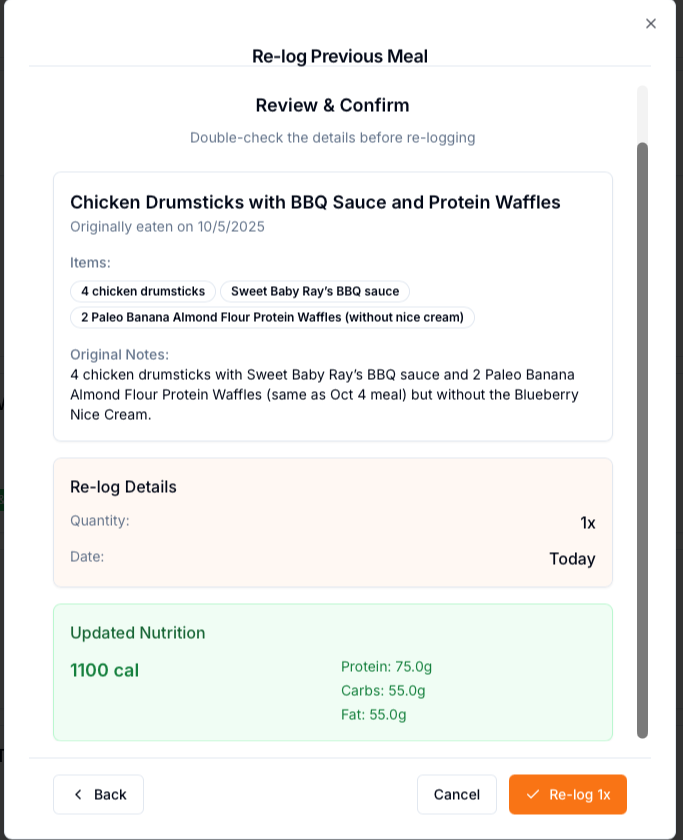 Re-log Previous Meal
Review & Confirm
Double-check the details before re-logging
Chicken Drumsticks with BBQ Sauce and Protein Waffles
Originally eaten on 10/5/2025
Items:
4 chicken drumsticks Sweet Baby Ray’s BBQ sauce
2 Paleo Banana Almond Flour Protein Waffles (without nice cream)
Original Notes:
4 chicken drumsticks with Sweet Baby Ray’s BBQ sauce and 2 Paleo Banana
Almond Flour Protein Waffles (same as Oct 4 meal) but without the Blueberry
Nice Cream.
Re-log Details
Quantity: 1x
Date: Today
Updated Nutrition
1100 cal
Protein: 75.0g
Carbs: 55.0g
Fat: 55.0g
Back Cancel Re-log 1x